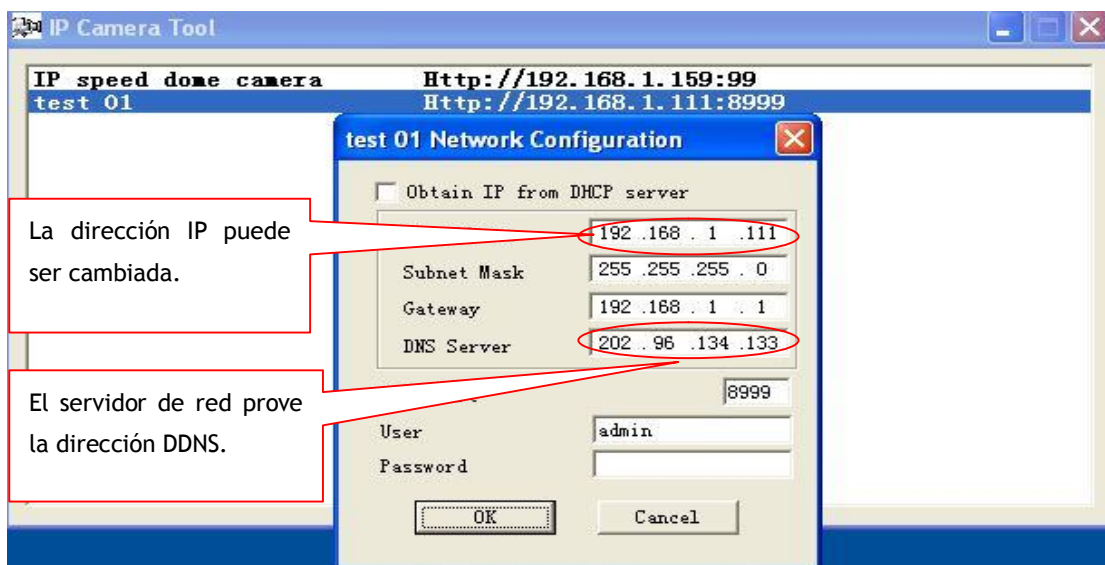 IP Camera Tool
IP speed dome camera Http://192.168.1.159:99
test 01 Http://192.168.1.111:8999
test 01 Network Configuration
Obtain IP from DHCP server
La dirección IP puede
ser cambiada.
192 .168 . 1 .111
Subnet Mask 255 .255 .255 . 0
Gateway 192 .168 . 1 . 1
DNS Server 202 . 96 .134 .133
El servidor de red prove
la dirección DDNS.
8999
User admin
Password
OK Cancel